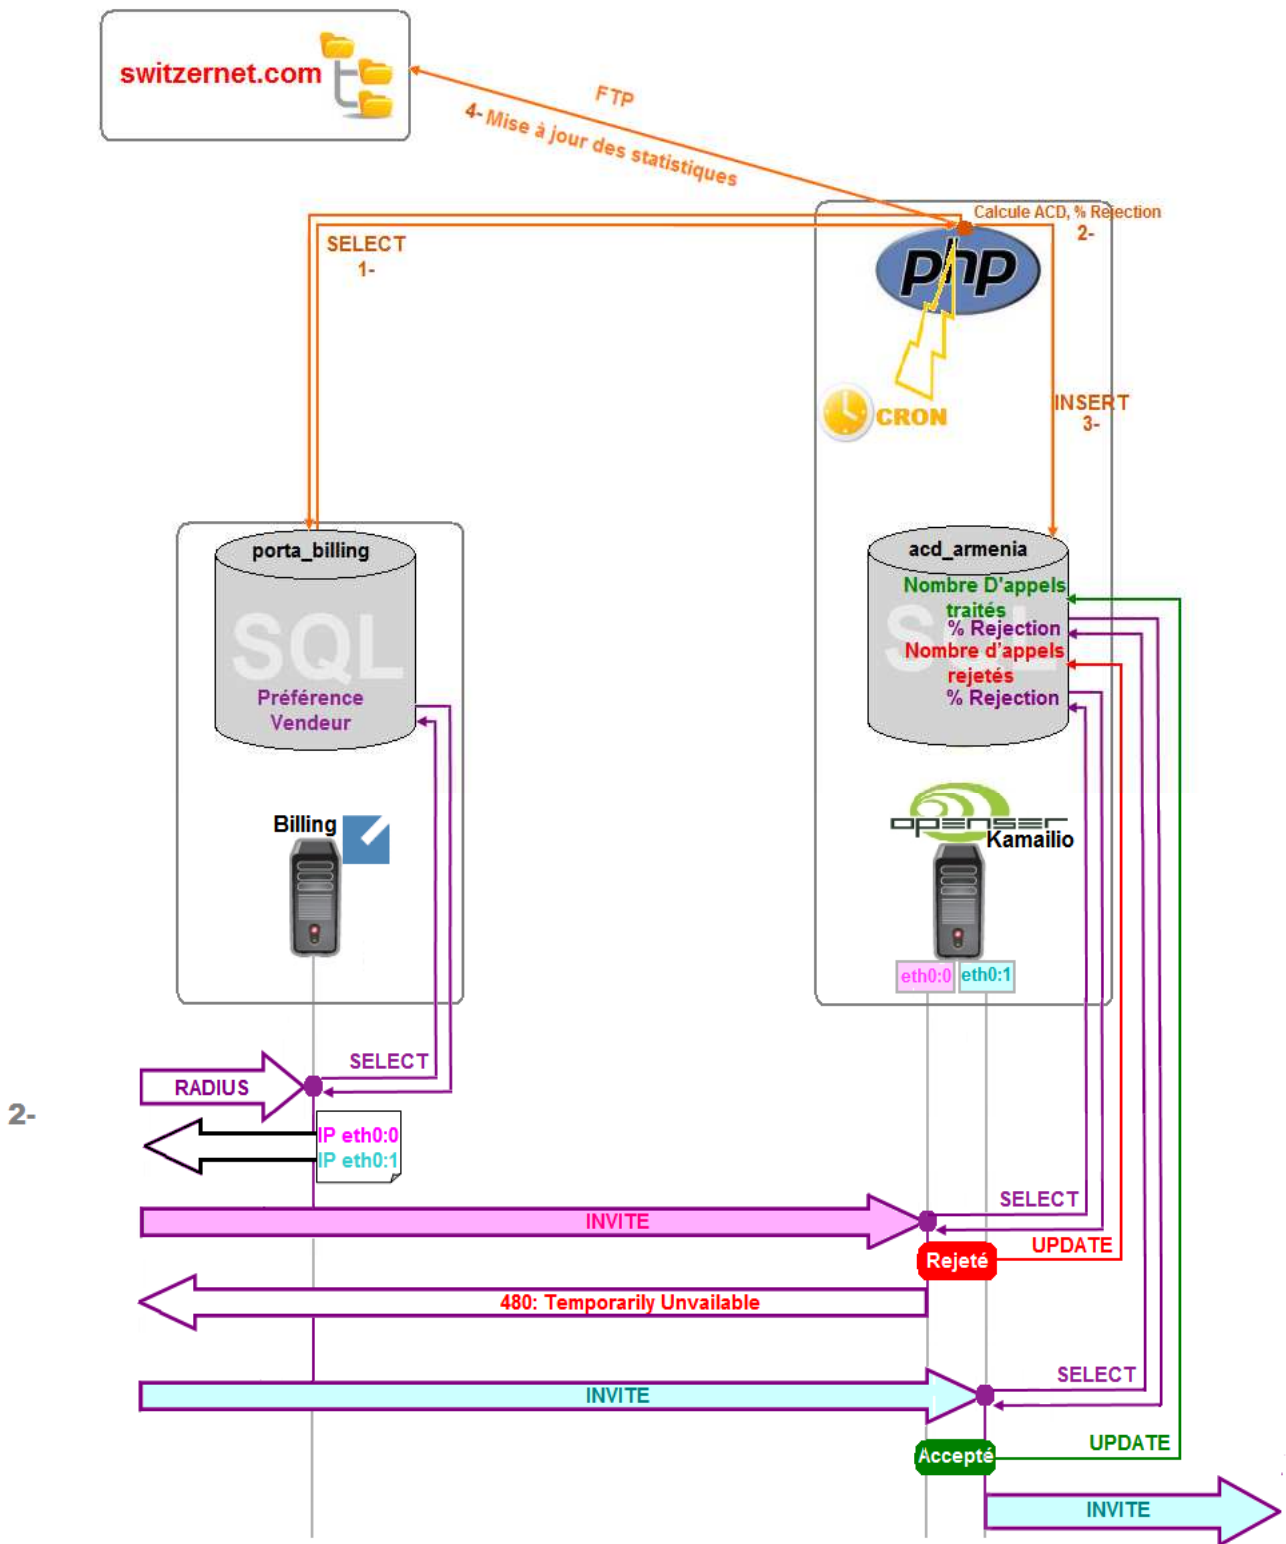 switzernet.com
FTP
4- Mise à jour des statistiques
Calcule ACD, % Rejection
2-
SELECT
1-
php
CRON
INSERT
3-
porta_billing
SQL
Préférence
Vendeur
acd_armenia
SQL
Nombre D'appels
traités
% Rejection
Nombre d'appels
rejetés
% Rejection
Billing
openser
Kamailio
eth0:0
eth0:1
SELECT
RADIUS
2-
IP eth0:0
IP eth0:1
SELECT
INVITE
UPDATE
Rejeté
480: Temporarily Unvailable
SELECT
INVITE
UPDATE
Accepté
INVITE